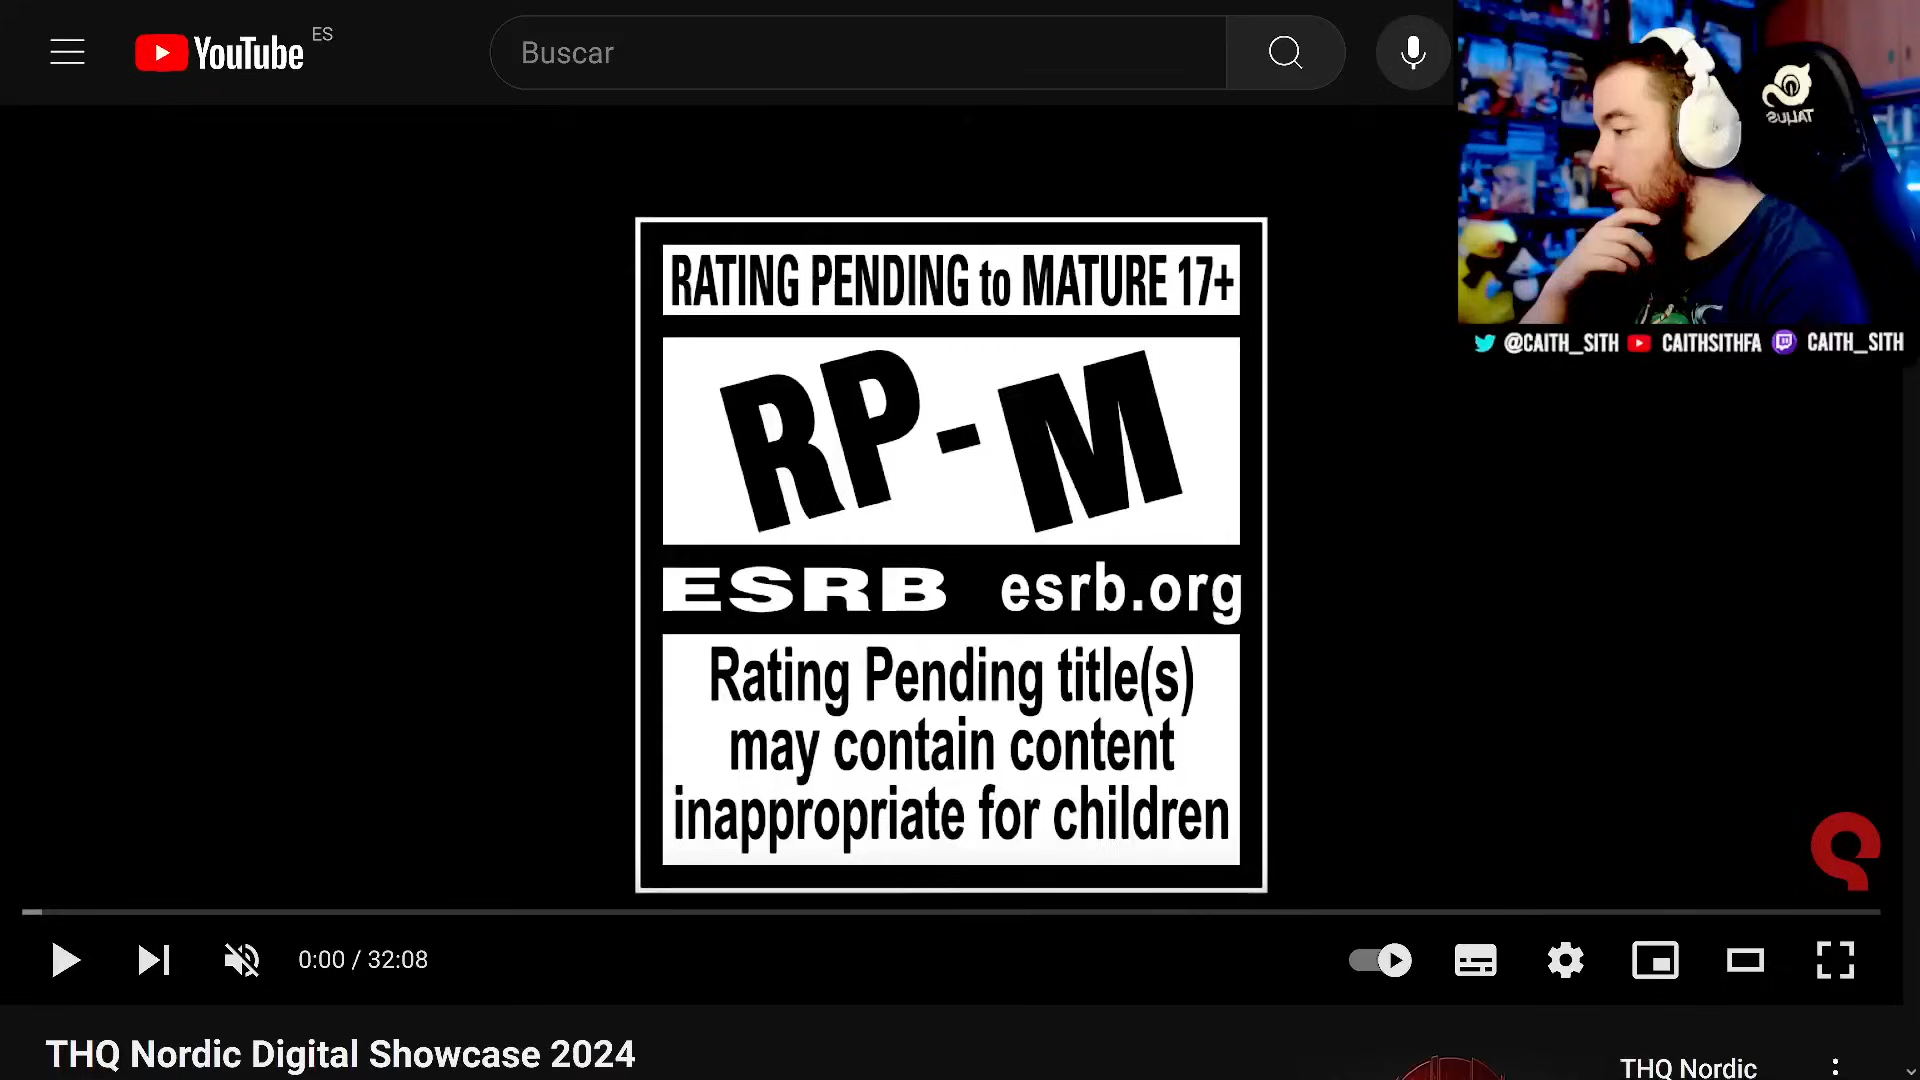 YouTube ES
Buscar
TALIUS
@CAITH_SITH CAITHSITHFA CAITH_SITH
RATING PENDING to MATURE 17+
RP-M
ESRB esrb.org
Rating Pending title(s)
may contain content
inappropriate for children
0:00 / 32:08
THQ Nordic Digital Showcase 2024
THQ Nordic